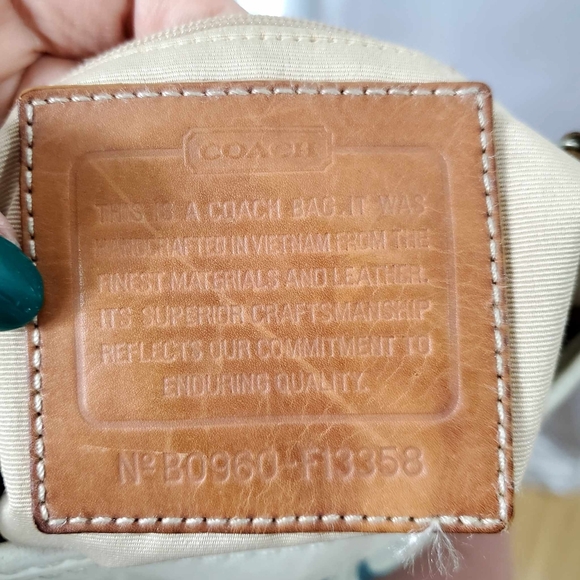 COACH
THIS IS A COACH BAG. IT WAS
HANDCRAFTED IN VIETNAM FROM THE
FINEST MATERIALS AND LEATHER.
ITS SUPERIOR CRAFTSMANSHIP
REFLECTS OUR COMMITMENT TO
ENDURING QUALITY.
Nº B0960-F13358